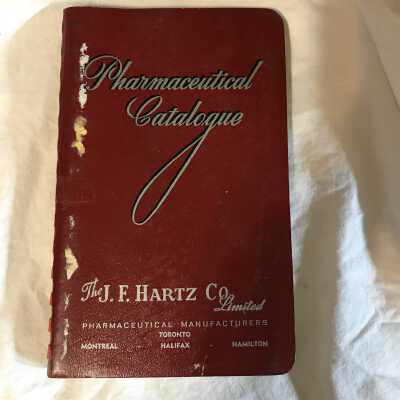 Pharmaceutical
Catalogue
The J. F. HARTZ Co.
Limited
PHARMACEUTICAL MANUFACTURERS
TORONTO
MONTREAL HALIFAX HAMILTON